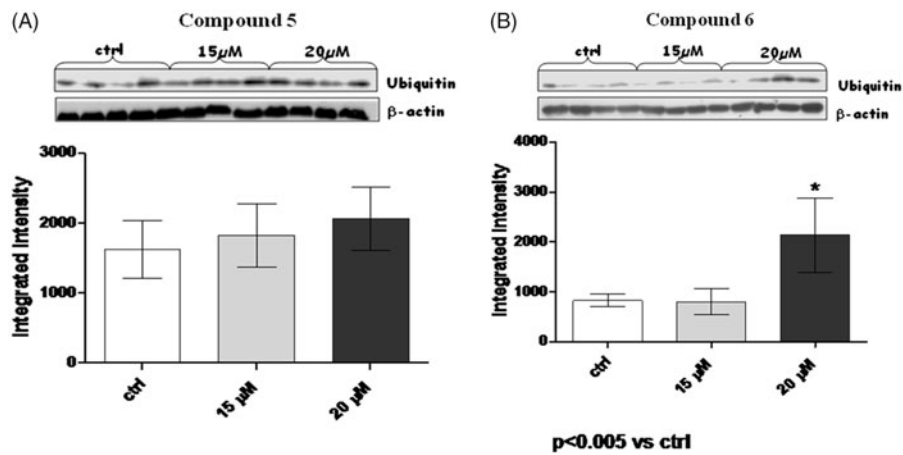 (A) Compound 5
ctrl 15µM 20µM
Ubiquitin
β-actin
Integrated Intensity
3000
2000
1000
0
ctrl 15 µM 20 µM
(B) Compound 6
ctrl 15µM 20µM
Ubiquitin
β-actin
Integrated Intensity
4000
3000
2000
1000
0
*
ctrl 15 µM 20 µM
p<0.005 vs ctrl